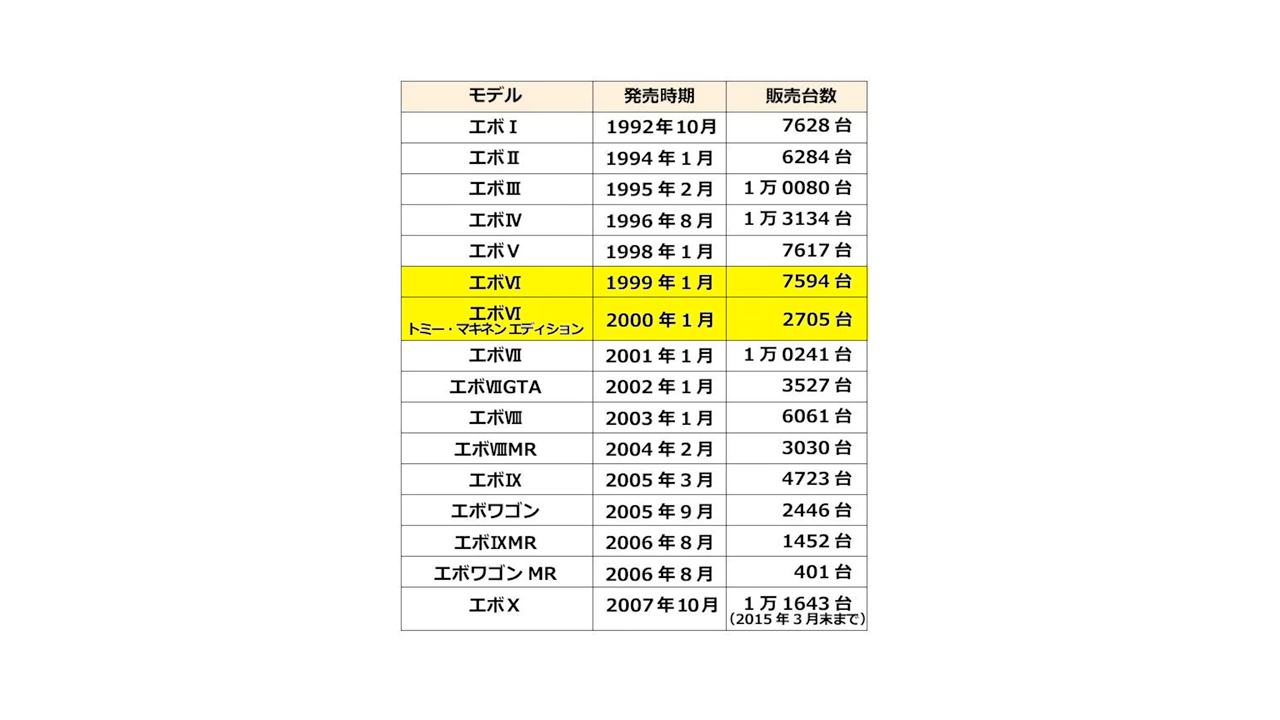 モデル 発売時期 販売台数
エボⅠ 1992年10月 7628台
エボⅡ 1994年1月 6284台
エボⅢ 1995年2月 1万0080台
エボⅣ 1996年8月 1万3134台
エボⅤ 1998年1月 7617台
エボⅥ 1999年1月 7594台
エボⅥ
トミー・マキネン エディション 2000年1月 2705台
エボⅦ 2001年1月 1万0241台
エボⅦGTA 2002年1月 3527台
エボⅧ 2003年1月 6061台
エボⅧMR 2004年2月 3030台
エボⅨ 2005年3月 4723台
エボワゴン 2005年9月 2446台
エボⅨMR 2006年8月 1452台
エボワゴンMR 2006年8月 401台
エボⅩ 2007年10月 1万1643台
（2015年3月末まで）